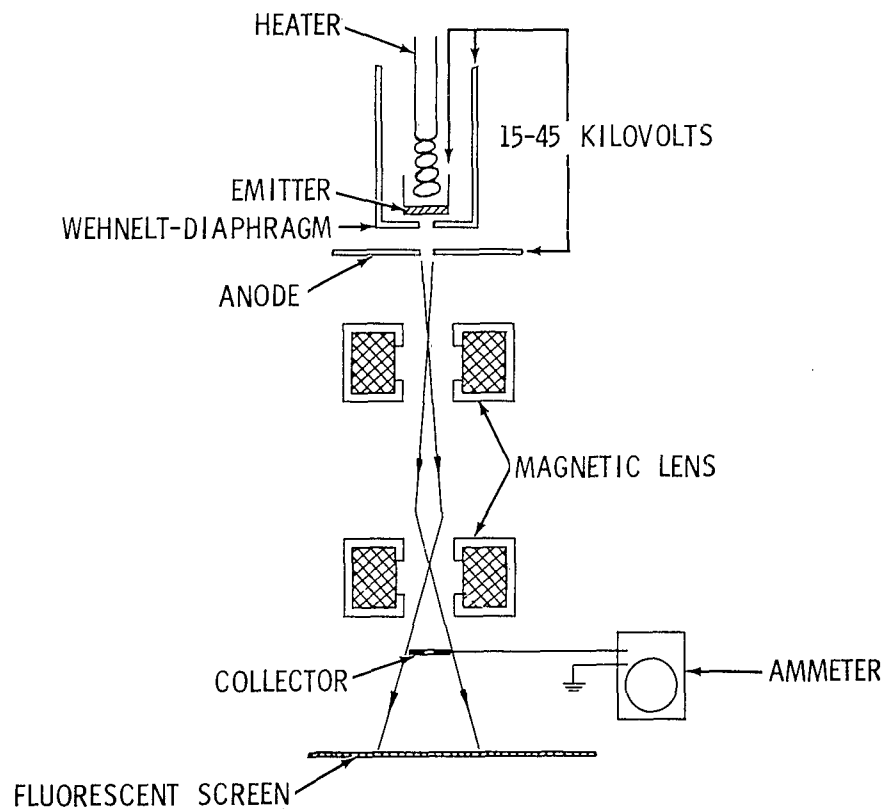 HEATER
15-45 KILOVOLTS
EMITTER
WEHNELT-DIAPHRAGM
ANODE
MAGNETIC LENS
COLLECTOR
AMMETER
FLUORESCENT SCREEN